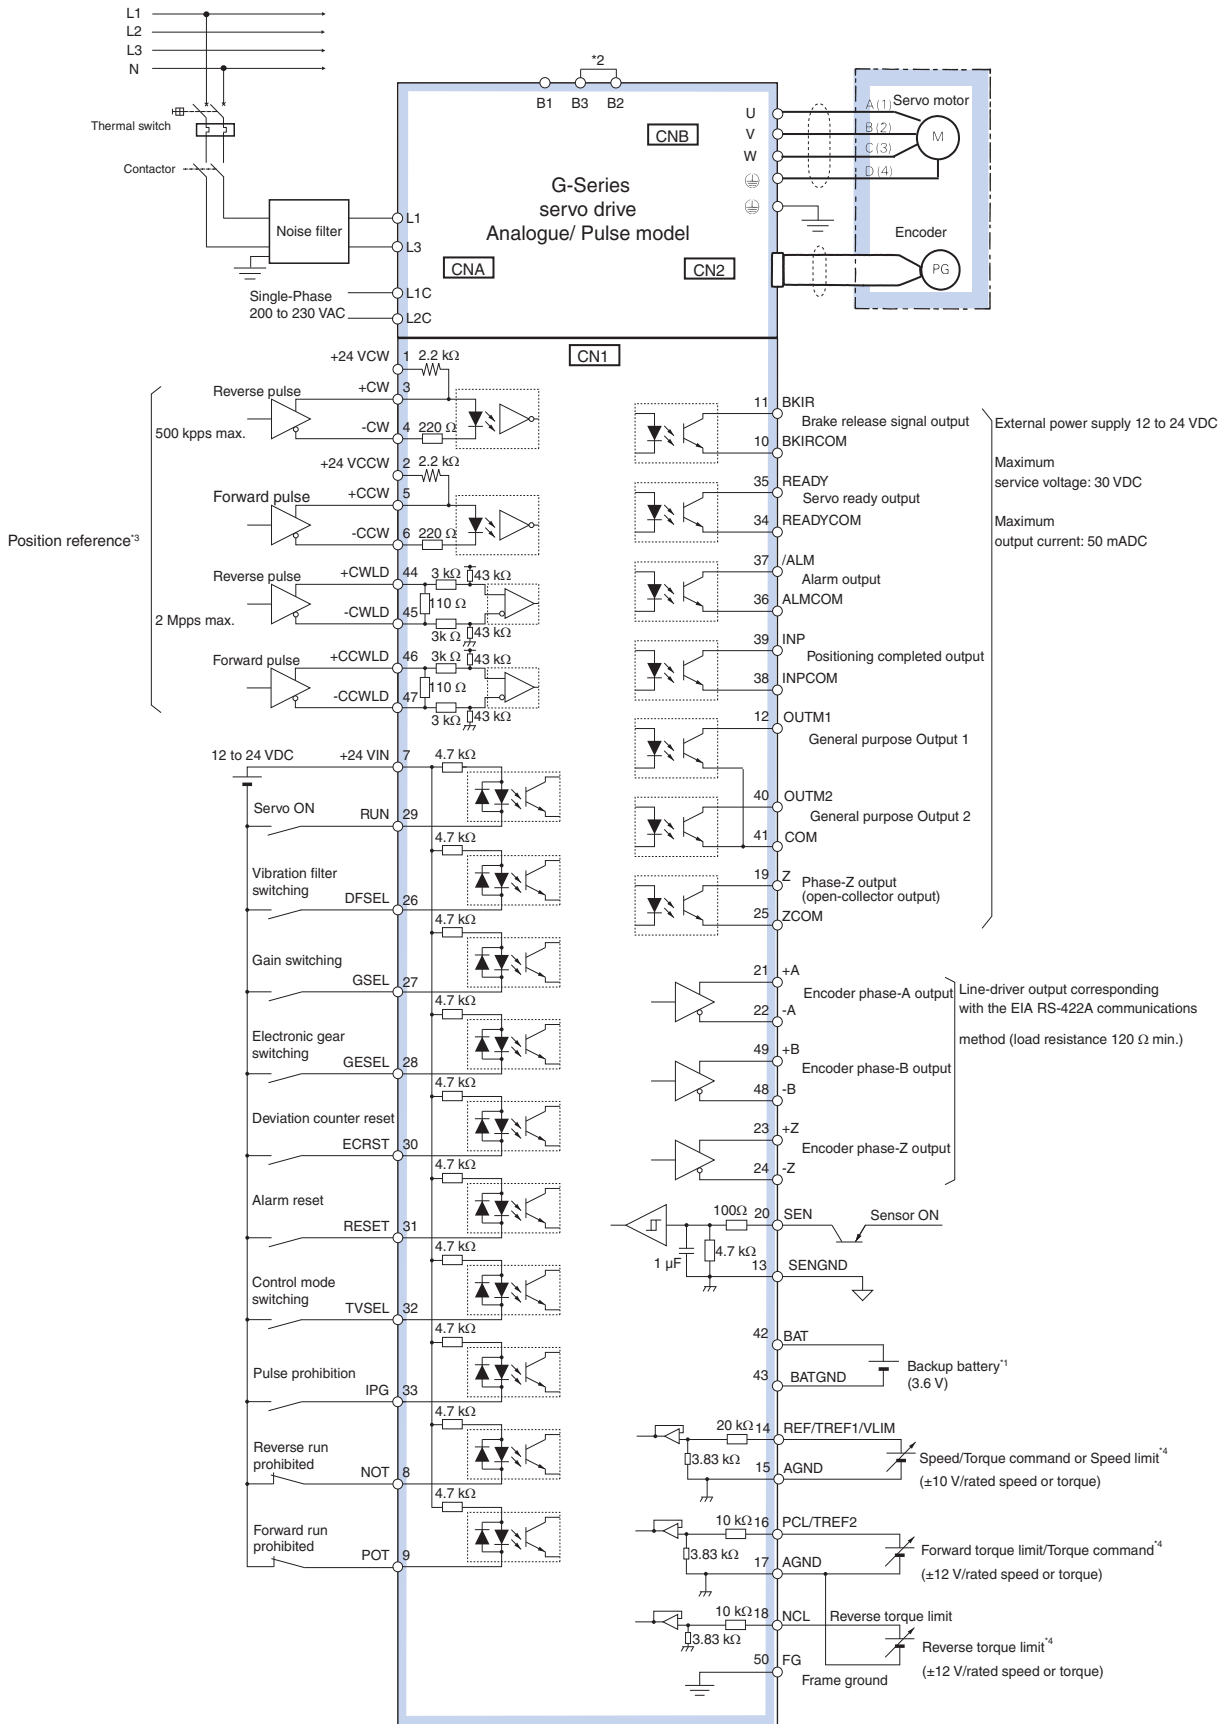 L1
L2
L3
N
Thermal switch
Contactor
Noise filter
L1
L3
Single-Phase
200 to 230 VAC
L1C
L2C
*2
B1 B3 B2
CNB
G-Series
servo drive
Analogue/ Pulse model
CNA
CN2
U
V
W
A (1)
B (2)
C (3)
D (4)
Servo motor
M
Encoder
PG
CN1
Position reference*3
+24 VCW 1 2.2 kΩ
Reverse pulse +CW 3
500 kpps max. -CW 4 220 Ω
+24 VCCW 2 2.2 kΩ
Forward pulse +CCW 5
-CCW 6 220 Ω
Reverse pulse +CWLD 44 3 kΩ 43 kΩ
110 Ω
2 Mpps max. -CWLD 45
3k Ω 43 kΩ
Forward pulse +CCWLD 46 3k Ω 43 kΩ
110 Ω
-CCWLD 47
3 kΩ 43 kΩ
12 to 24 VDC +24 VIN 7 4.7 kΩ
Servo ON
RUN 29
4.7 kΩ
Vibration filter
switching
DFSEL 26
4.7 kΩ
Gain switching
GSEL 27
4.7 kΩ
Electronic gear
switching
GESEL 28
4.7 kΩ
Deviation counter reset
ECRST 30
4.7 kΩ
Alarm reset
RESET 31
4.7 kΩ
Control mode
switching
TVSEL 32
4.7 kΩ
Pulse prohibition
IPG 33
4.7 kΩ
Reverse run
prohibited
NOT 8
4.7 kΩ
Forward run
prohibited
POT 9
11 BKIR
Brake release signal output
10 BKIRCOM
35 READY
Servo ready output
34 READYCOM
37 /ALM
Alarm output
36 ALMCOM
39 INP
Positioning completed output
38 INPCOM
12 OUTM1
General purpose Output 1
40 OUTM2
General purpose Output 2
41 COM
19 Z
Phase-Z output
(open-collector output)
25 ZCOM
External power supply 12 to 24 VDC
Maximum
service voltage: 30 VDC
Maximum
output current: 50 mADC
21 +A
Encoder phase-A output
22 -A
49 +B
Encoder phase-B output
48 -B
23 +Z
Encoder phase-Z output
24 -Z
Line-driver output corresponding
with the EIA RS-422A communications
method (load resistance 120 Ω min.)
100Ω 20 SEN Sensor ON
1 μF 4.7 kΩ
13 SENGND
42 BAT
Backup battery*1
(3.6 V)
43 BATGND
20 kΩ 14 REF/TREF1/VLIM
3.83 kΩ
15 AGND
Speed/Torque command or Speed limit*4
(±10 V/rated speed or torque)
10 kΩ 16 PCL/TREF2
3.83 kΩ
17 AGND
Forward torque limit/Torque command*4
(±12 V/rated speed or torque)
10 kΩ 18 NCL Reverse torque limit
3.83 kΩ
Reverse torque limit*4
(±12 V/rated speed or torque)
50 FG
Frame ground